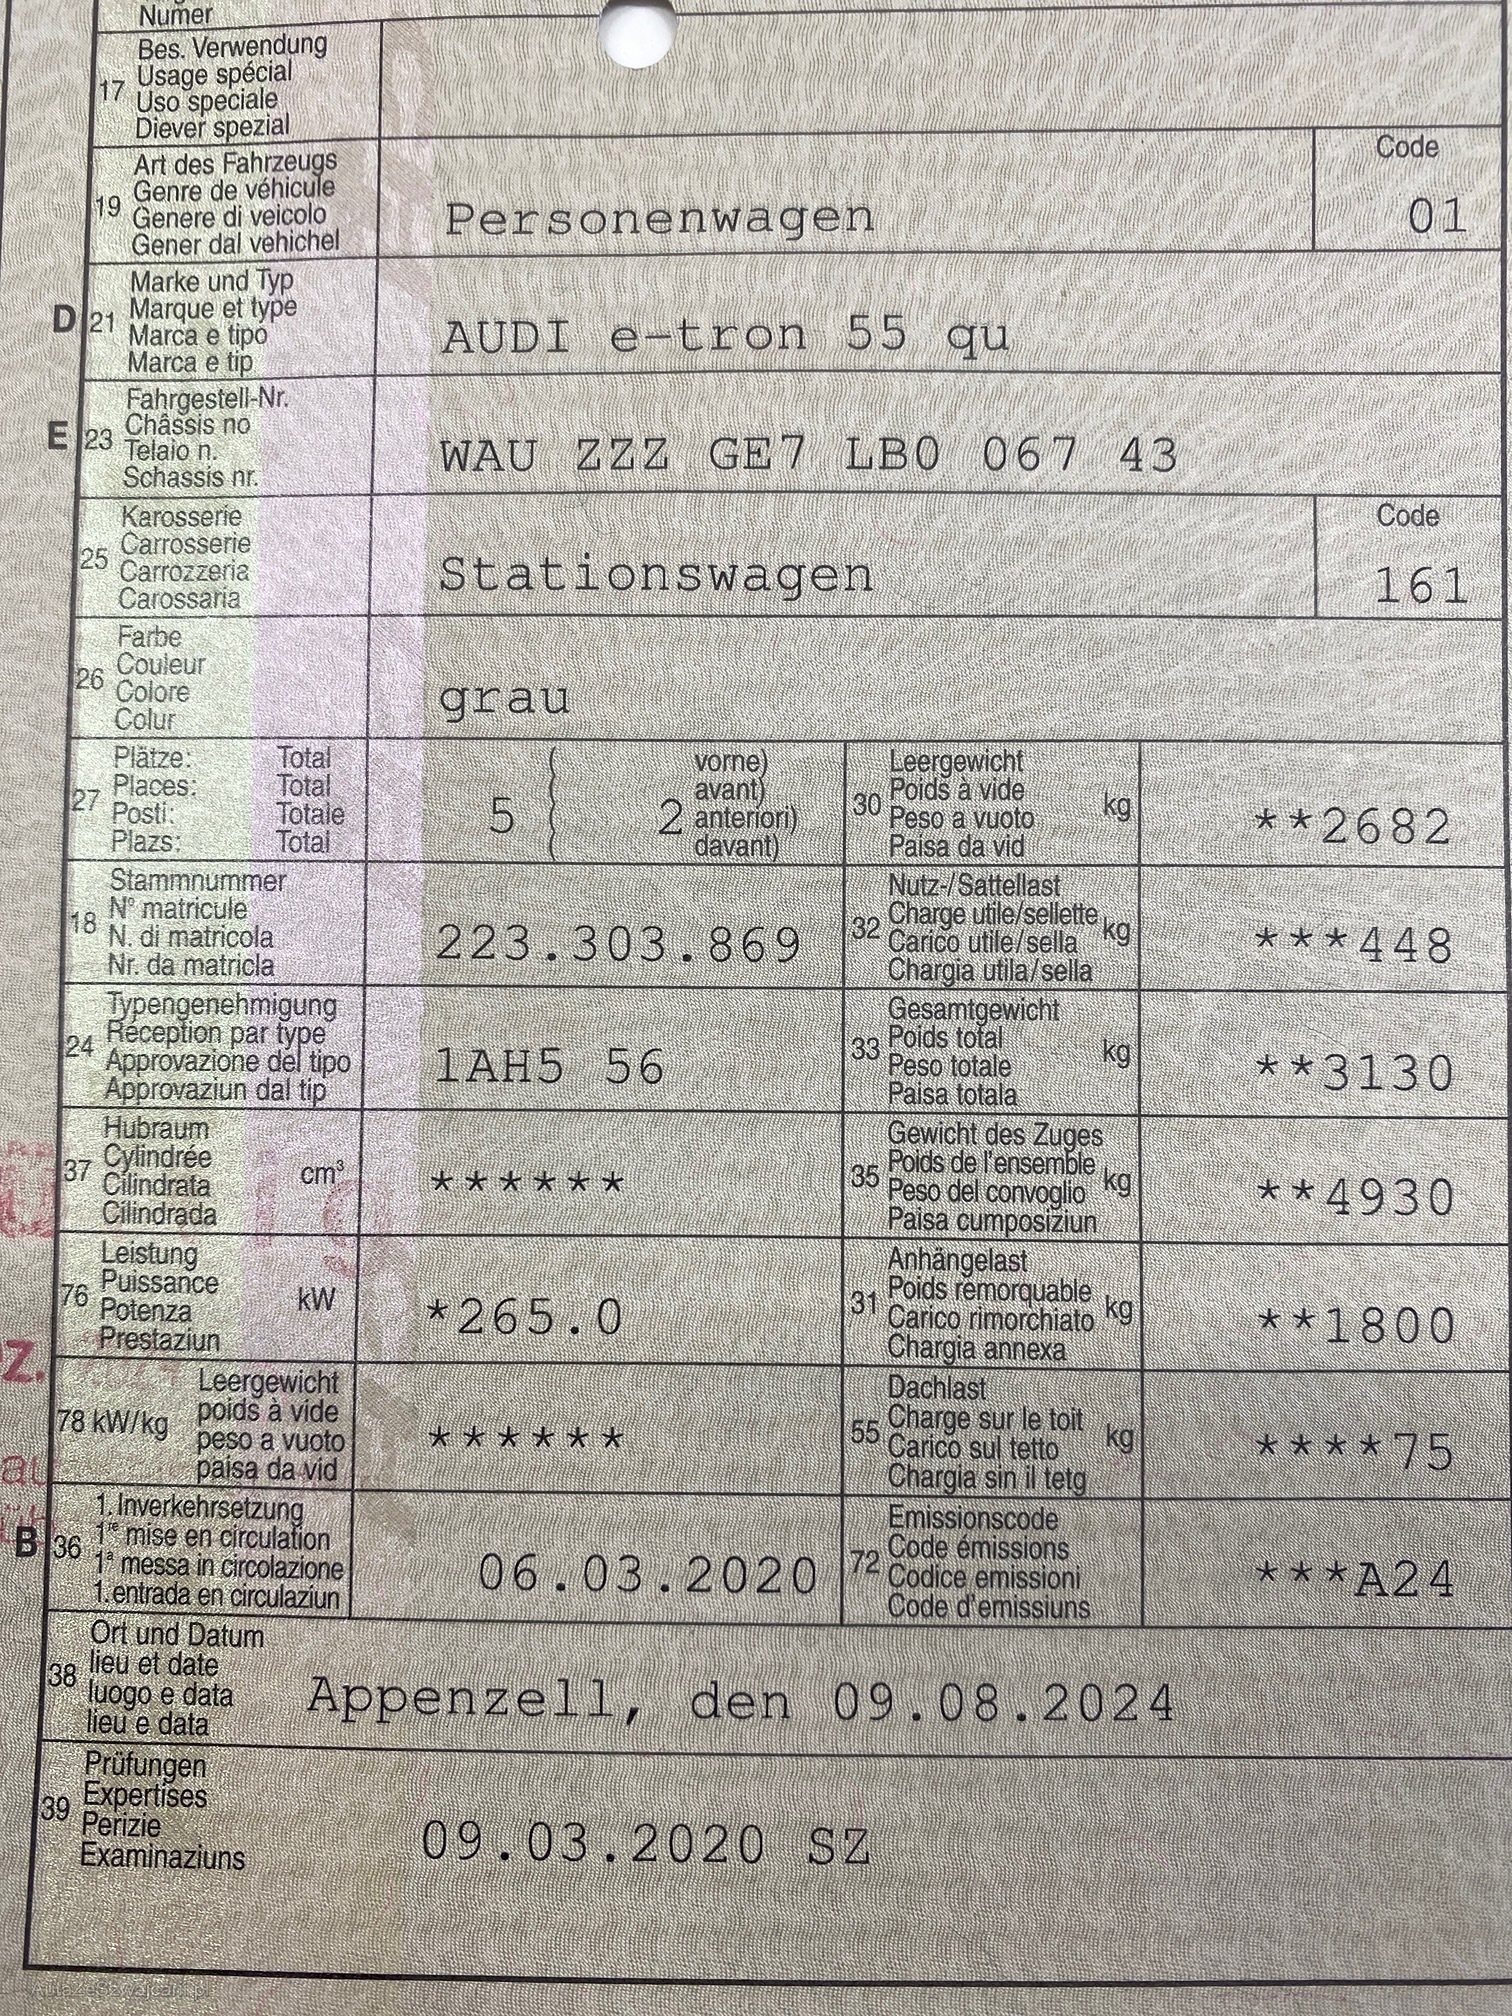 Numer
17 Bes. Verwendung
Usage spécial
Uso speciale
Diever spezial
19 Art des Fahrzeugs
Genre de véhicule
Genere di veicolo
Gener dal vehichel
Personenwagen
Code
01
D 21 Marke und Typ
Marque et type
Marca e tipo
Marca e tip
AUDI e-tron 55 qu
E 23 Fahrgestell-Nr.
Châssis no
Telaio n.
Schassis nr.
WAU ZZZ GE7 LB0 067 43
25 Karosserie
Carrosserie
Carrozzeria
Carossaria
Stationswagen
Code
161
26 Farbe
Couleur
Colore
Colur
grau
27 Plätze: Total
Places: Total
Posti: Totale
Plazs: Total
5 { 2
vorne)
avant)
anteriori)
davant)
30 Leergewicht
Poids à vide
Peso a vuoto
Paisa da vid
kg
**2682
18 Stammnummer
N° matricule
N. di matricola
Nr. da matricla
223.303.869
32 Nutz-/Sattellast
Charge utile/sellette
Carico utile/sella
Chargia utila/sella
kg
***448
24 Typengenehmigung
Réception par type
Approvazione del tipo
Approvaziun dal tip
1AH5 56
33 Gesamtgewicht
Poids total
Peso totale
Paisa totala
kg
**3130
37 Hubraum
Cylindrée
Cilindrata
Cilindrada
cm³
******
35 Gewicht des Zuges
Poids de l'ensemble
Peso del convoglio
Paisa cumposiziun
kg
**4930
76 Leistung
Puissance
Potenza
Prestaziun
kW
*265.0
31 Anhängelast
Poids remorquable
Carico rimorchiato
Chargia annexa
kg
**1800
78 kW/kg
Leergewicht
poids à vide
peso a vuoto
paisa da vid
******
55 Dachlast
Charge sur le toit
Carico sul tetto
Chargia sin il tetg
kg
****75
B 36 1. Inverkehrsetzung
1re mise en circulation
1a messa in circolazione
1. entrada en circulaziun
06.03.2020
72 Emissionscode
Code émissions
Codice emissioni
Code d'emissiuns
***A24
38 Ort und Datum
lieu et date
luogo e data
lieu e data
Appenzell, den 09.08.2024
39 Prüfungen
Expertises
Perizie
Examinaziuns
09.03.2020 SZ
AutazeSzwajcarii.pl